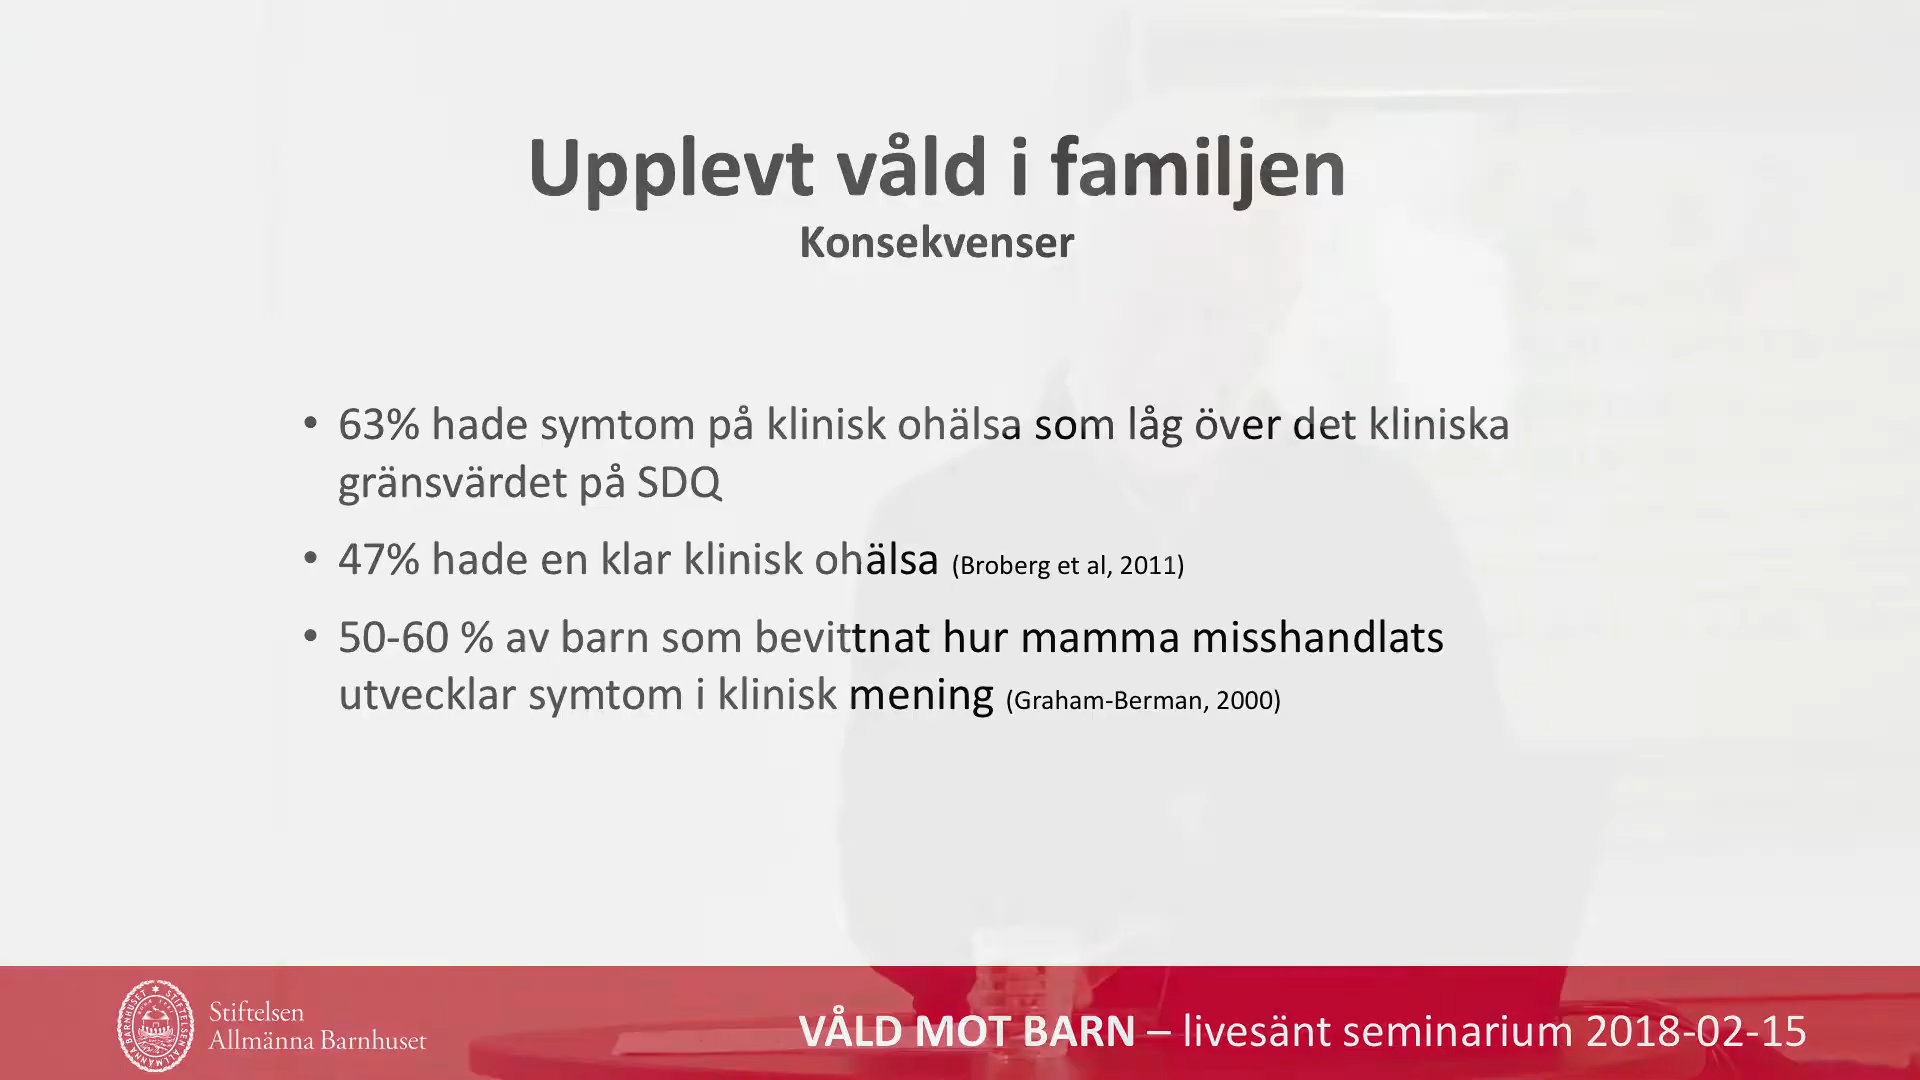 Upplevt våld i familjen
Konsekvenser
• 63% hade symtom på klinisk ohälsa som låg över det kliniska
gränsvärdet på SDQ
• 47% hade en klar klinisk ohälsa (Broberg et al, 2011)
• 50-60 % av barn som bevittnat hur mamma misshandlats
utvecklar symtom i klinisk mening (Graham-Berman, 2000)
Stiftelsen
Allmänna Barnhuset
VÅLD MOT BARN – livesänt seminarium 2018-02-15